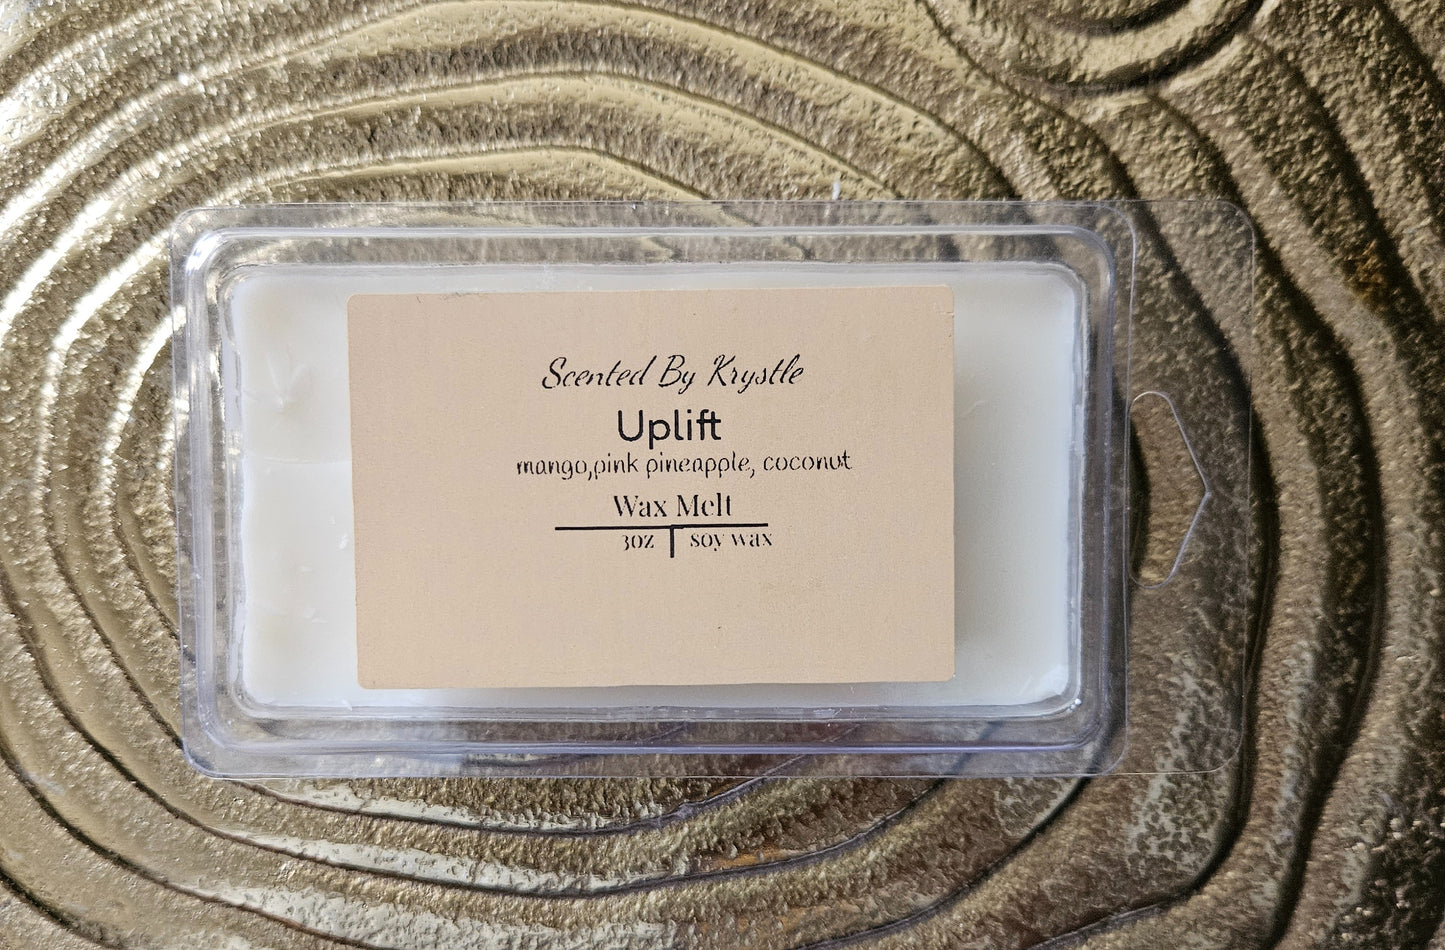 Scented By Krystle
Uplift
mango,pink pineapple, coconut
Wax Melt
3oz soy wax